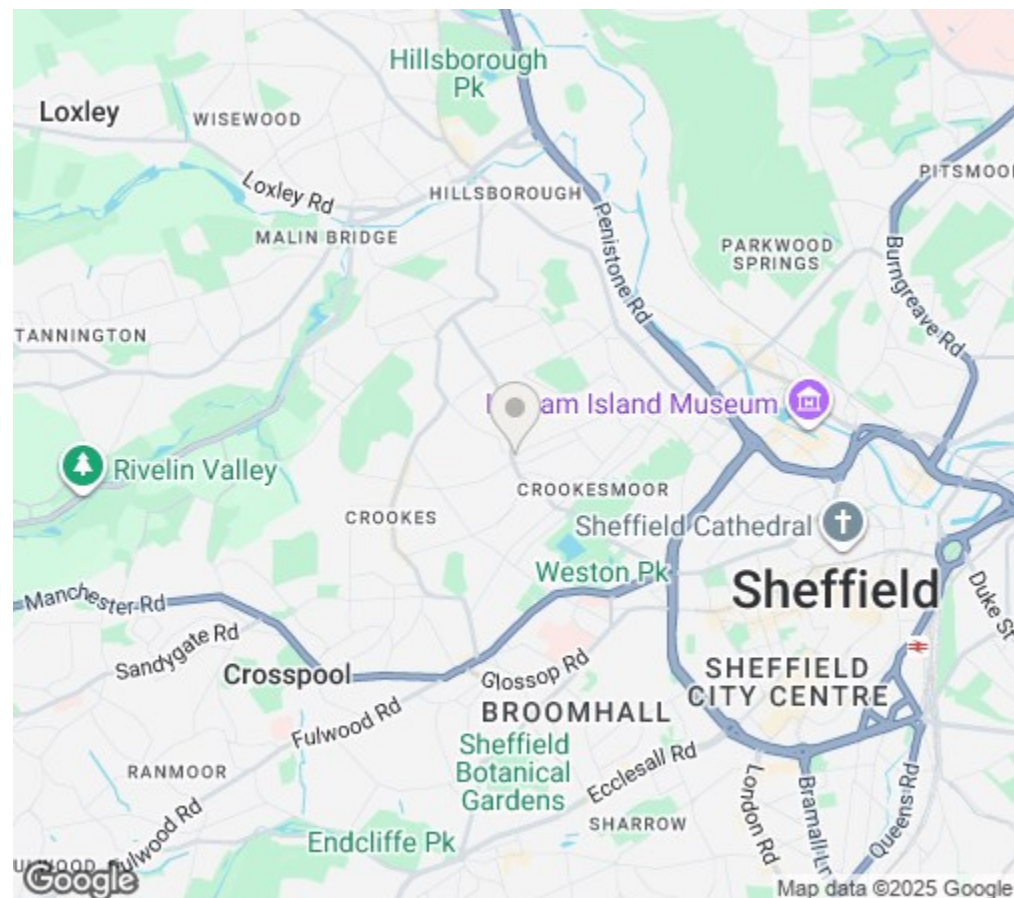 Hillsborough
Pk
Loxley
WISEWOOD
PITSMOO
Loxley Rd
HILLSBOROUGH
MALIN BRIDGE
Penistone Rd
PARKWOOD
SPRINGS
Burngreave Rd
TANNINGTON
am Island Museum
Rivelin Valley
CROOKESMOOR
CROOKES
Sheffield Cathedral
Weston Pk
Manchester Rd
Sheffield
Duke St
Sandygate Rd
Crosspool
Glossop Rd
SHEFFIELD
CITY CENTRE
Fulwood Rd
BROOMHALL
Sheffield
Botanical
Gardens
RANMOOR
Ecclesall Rd
London Rd
Bramall Ln
Queens Rd
Fulwood Rd
SHARROW
Endcliffe Pk
Google
Map data ©2025 Google